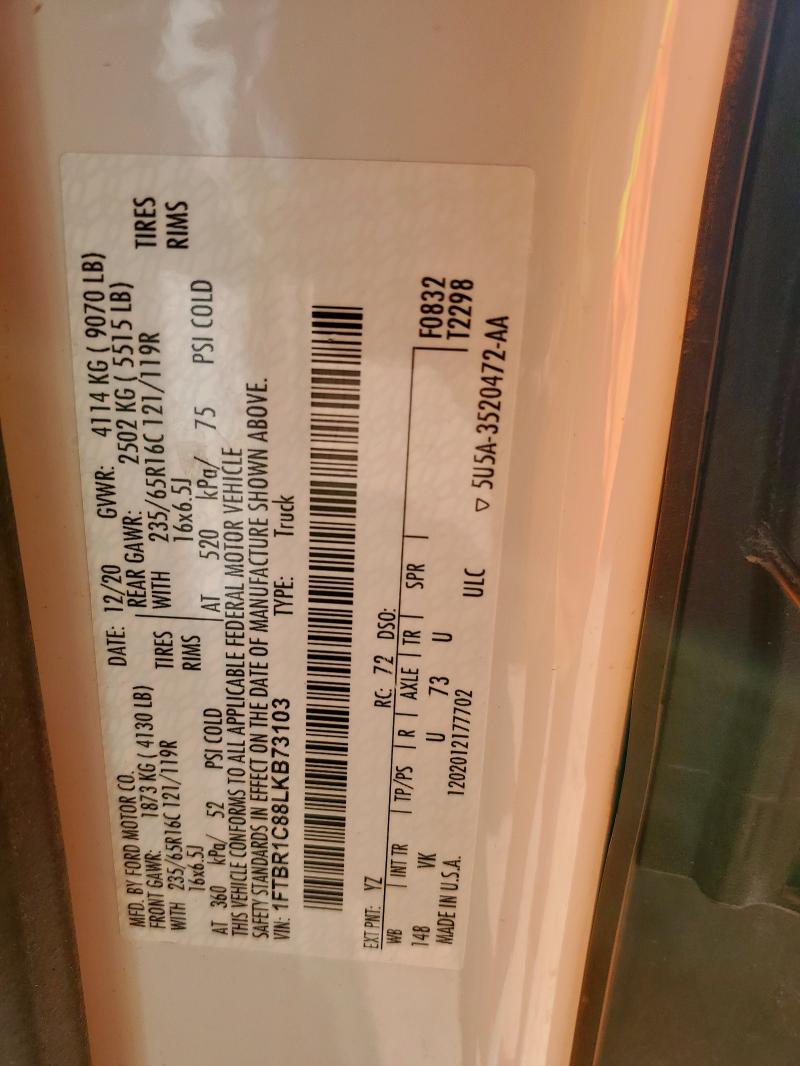 MFD. BY FORD MOTOR CO. DATE: 12/20 GVWR: 4114 KG ( 9070 LB)
FRONT GAWR: 1873 KG ( 4130 LB) REAR GAWR: 2502 KG ( 5515 LB)
WITH 235/65R16C 121/119R TIRES WITH 235/65R16C 121/119R TIRES
16x6.5J RIMS 16x6.5J RIMS
AT 360 kPa/ 52 PSI COLD AT 520 kPa/ 75 PSI COLD
THIS VEHICLE CONFORMS TO ALL APPLICABLE FEDERAL MOTOR VEHICLE
SAFETY STANDARDS IN EFFECT ON THE DATE OF MANUFACTURE SHOWN ABOVE.
VIN: 1FTBR1C88LKB73103 TYPE: Truck
EXT PNT: YZ RC: 72 DSO:
WB INT TR TP/PS R AXLE TR SPR F0832
148 VK U 73 U T2298
MADE IN U.S.A. 1202012177702 ULC ▽ 5U5A-3520472-AA